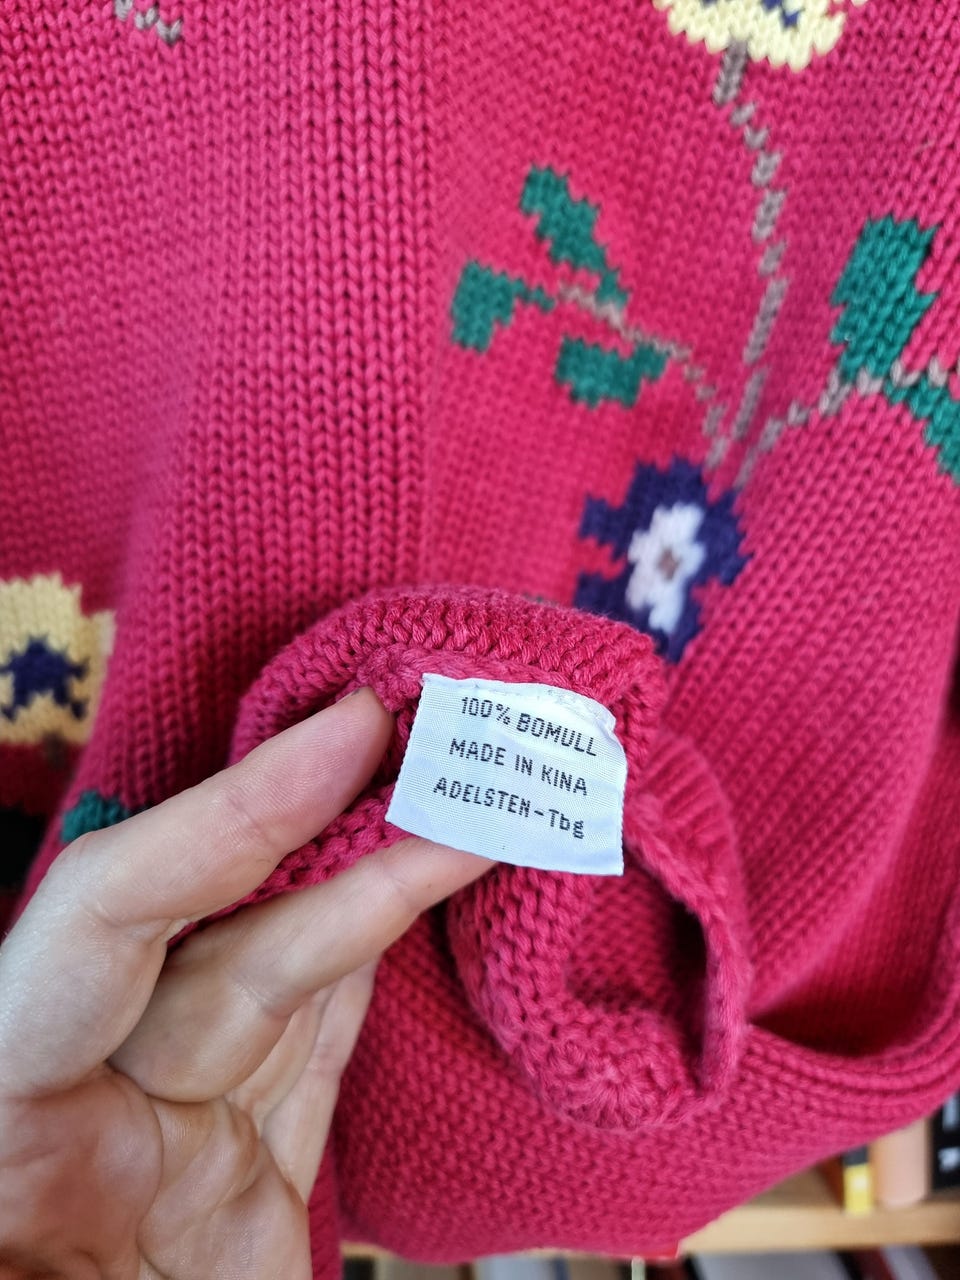 100% BOMULL
MADE IN KINA
ADELSTEN-Tbg